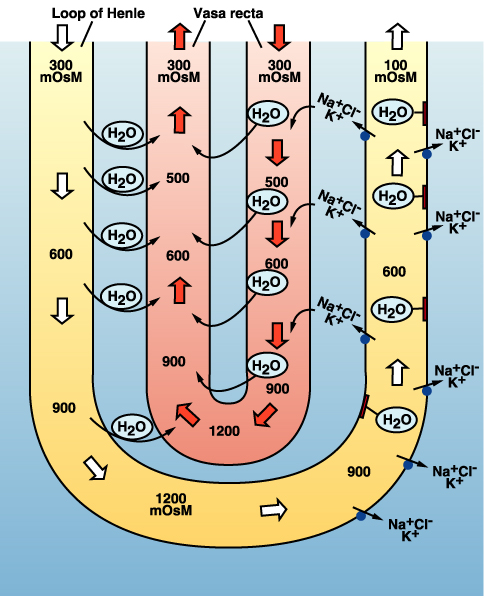 Loop of Henle
Vasa recta
300
mOsM
300
mOsM
300
mOsM
100
mOsM
H₂O
H₂O
Na⁺Cl⁻
K⁺
H₂O
Na⁺Cl⁻
K⁺
H₂O
500
500
H₂O
Na⁺Cl⁻
K⁺
H₂O
Na⁺Cl⁻
K⁺
H₂O
600
600
600
600
H₂O
H₂O
Na⁺Cl⁻
K⁺
H₂O
900
H₂O
900
Na⁺Cl⁻
K⁺
900
H₂O
1200
H₂O
900
Na⁺Cl⁻
K⁺
1200
mOsM
Na⁺Cl⁻
K⁺